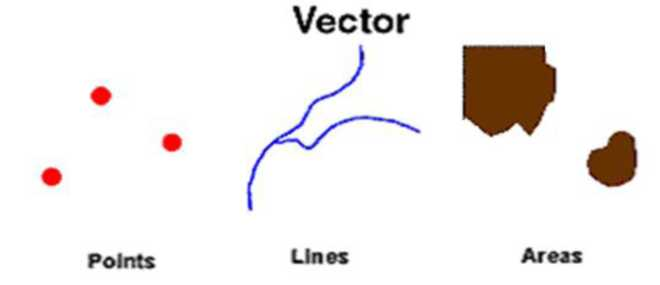 Vector
Points
Lines
Areas